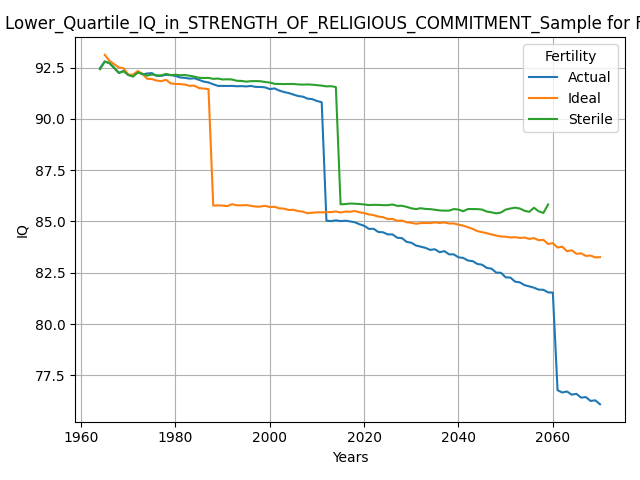 Lower_Quartile_IQ_in_STRENGTH_OF_RELIGIOUS_COMMITMENT_Sample for
Fertility
Actual
Ideal
Sterile
IQ
92.5
90.0
87.5
85.0
82.5
80.0
77.5
1960 1980 2000 2020 2040 2060
Years